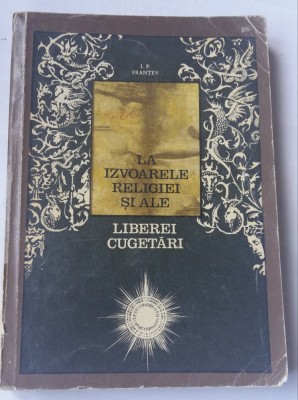 I. P.
FRANȚEV
LA
IZVOARELE
RELIGIEI
ȘI ALE
LIBEREI
CUGETĂRI